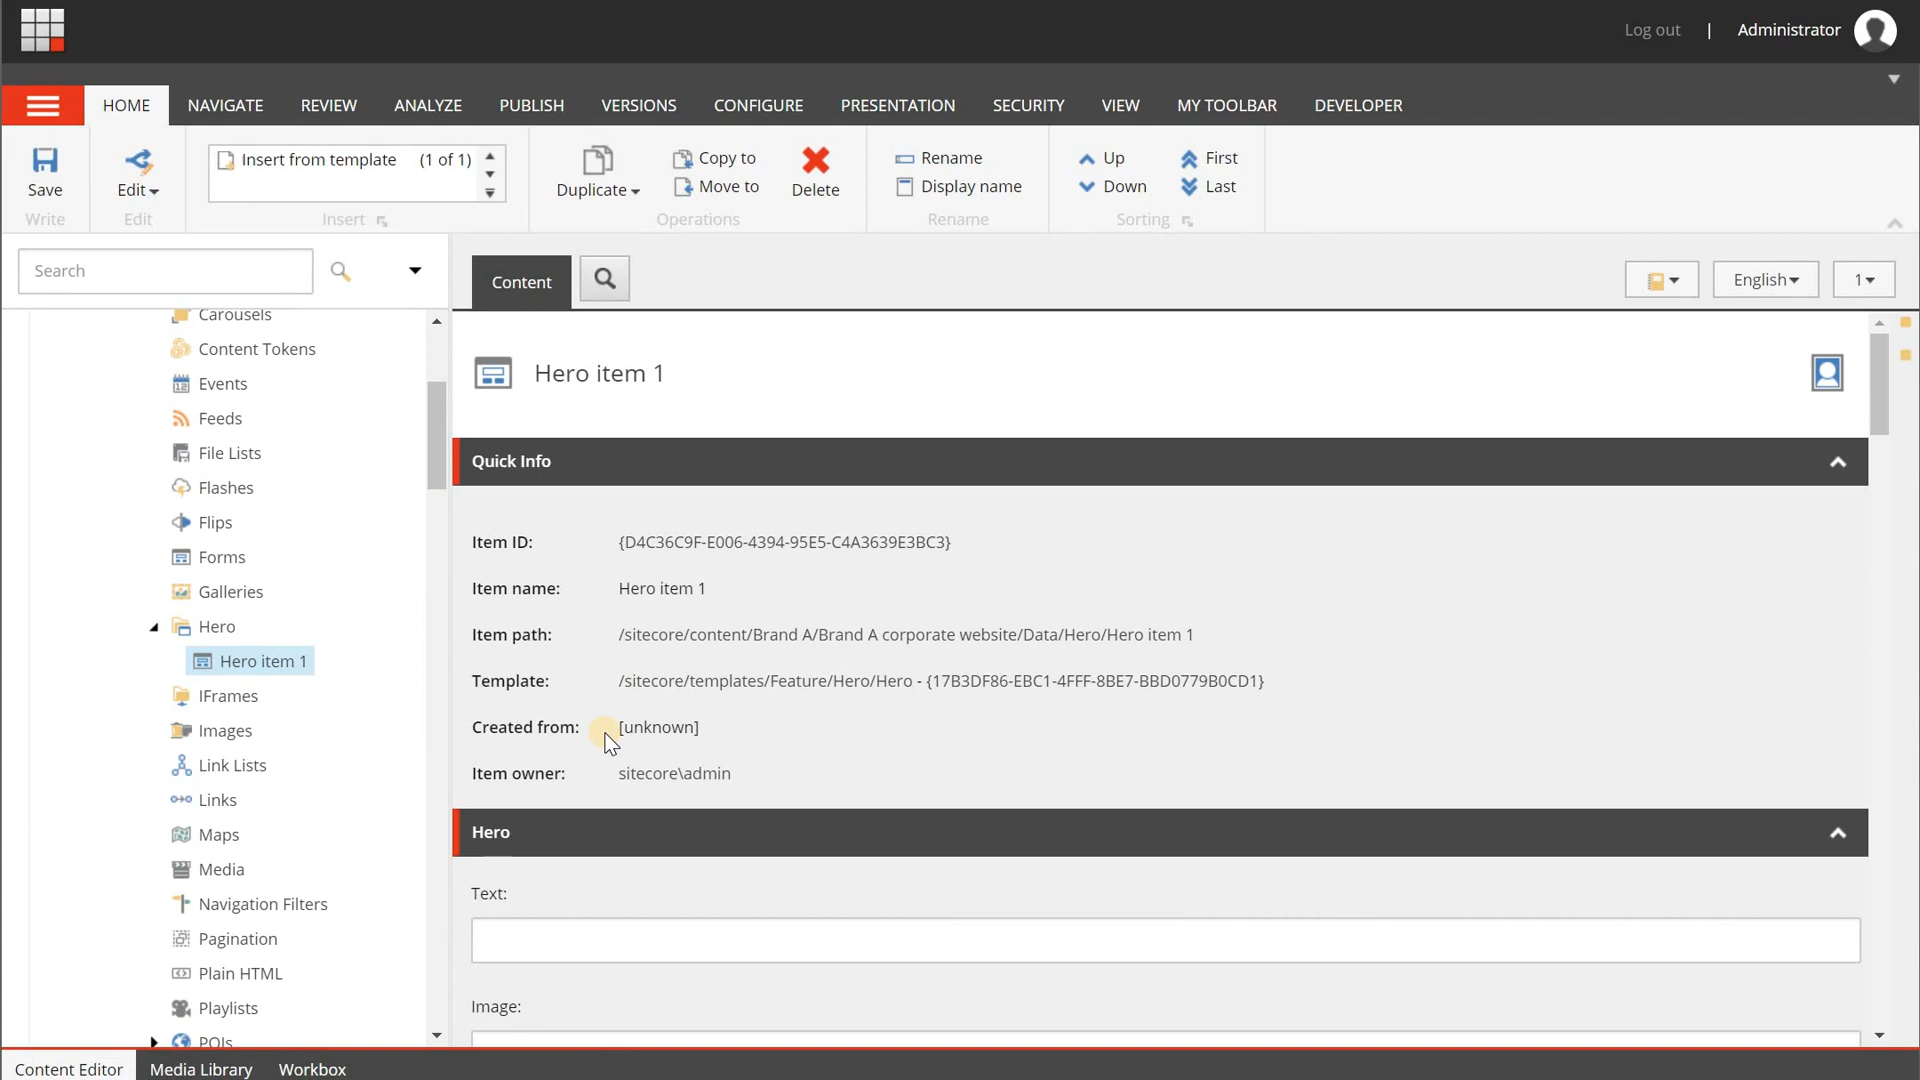 Log out | Administrator
HOME NAVIGATE REVIEW ANALYZE PUBLISH VERSIONS CONFIGURE PRESENTATION SECURITY VIEW MY TOOLBAR DEVELOPER
Save
Write
Edit
Edit
Insert from template (1 of 1)
Insert
Duplicate
Copy to
Move to
Delete
Operations
Rename
Display name
Rename
Up
Down
First
Last
Sorting
Search
Carousels
Content Tokens
12
Events
Feeds
File Lists
Flashes
Flips
Forms
Galleries
Hero
Hero item 1
IFrames
Images
Link Lists
Links
Maps
Media
Navigation Filters
Pagination
Plain HTML
Playlists
POIs
Content
English
1
Hero item 1
Quick Info
Item ID: {D4C36C9F-E006-4394-95E5-C4A3639E3BC3}
Item name: Hero item 1
Item path: /sitecore/content/Brand A/Brand A corporate website/Data/Hero/Hero item 1
Template: /sitecore/templates/Feature/Hero/Hero - {17B3DF86-EBC1-4FFF-8BE7-BBD0779B0CD1}
Created from: [unknown]
Item owner: sitecore\admin
Hero
Text:
Image:
Content Editor Media Library Workbox